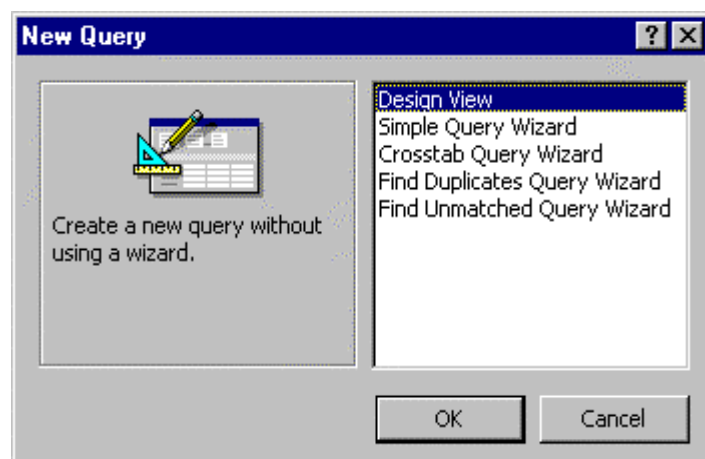 New Query
Design View
Simple Query Wizard
Crosstab Query Wizard
Find Duplicates Query Wizard
Find Unmatched Query Wizard
Create a new query without
using a wizard.
OK
Cancel